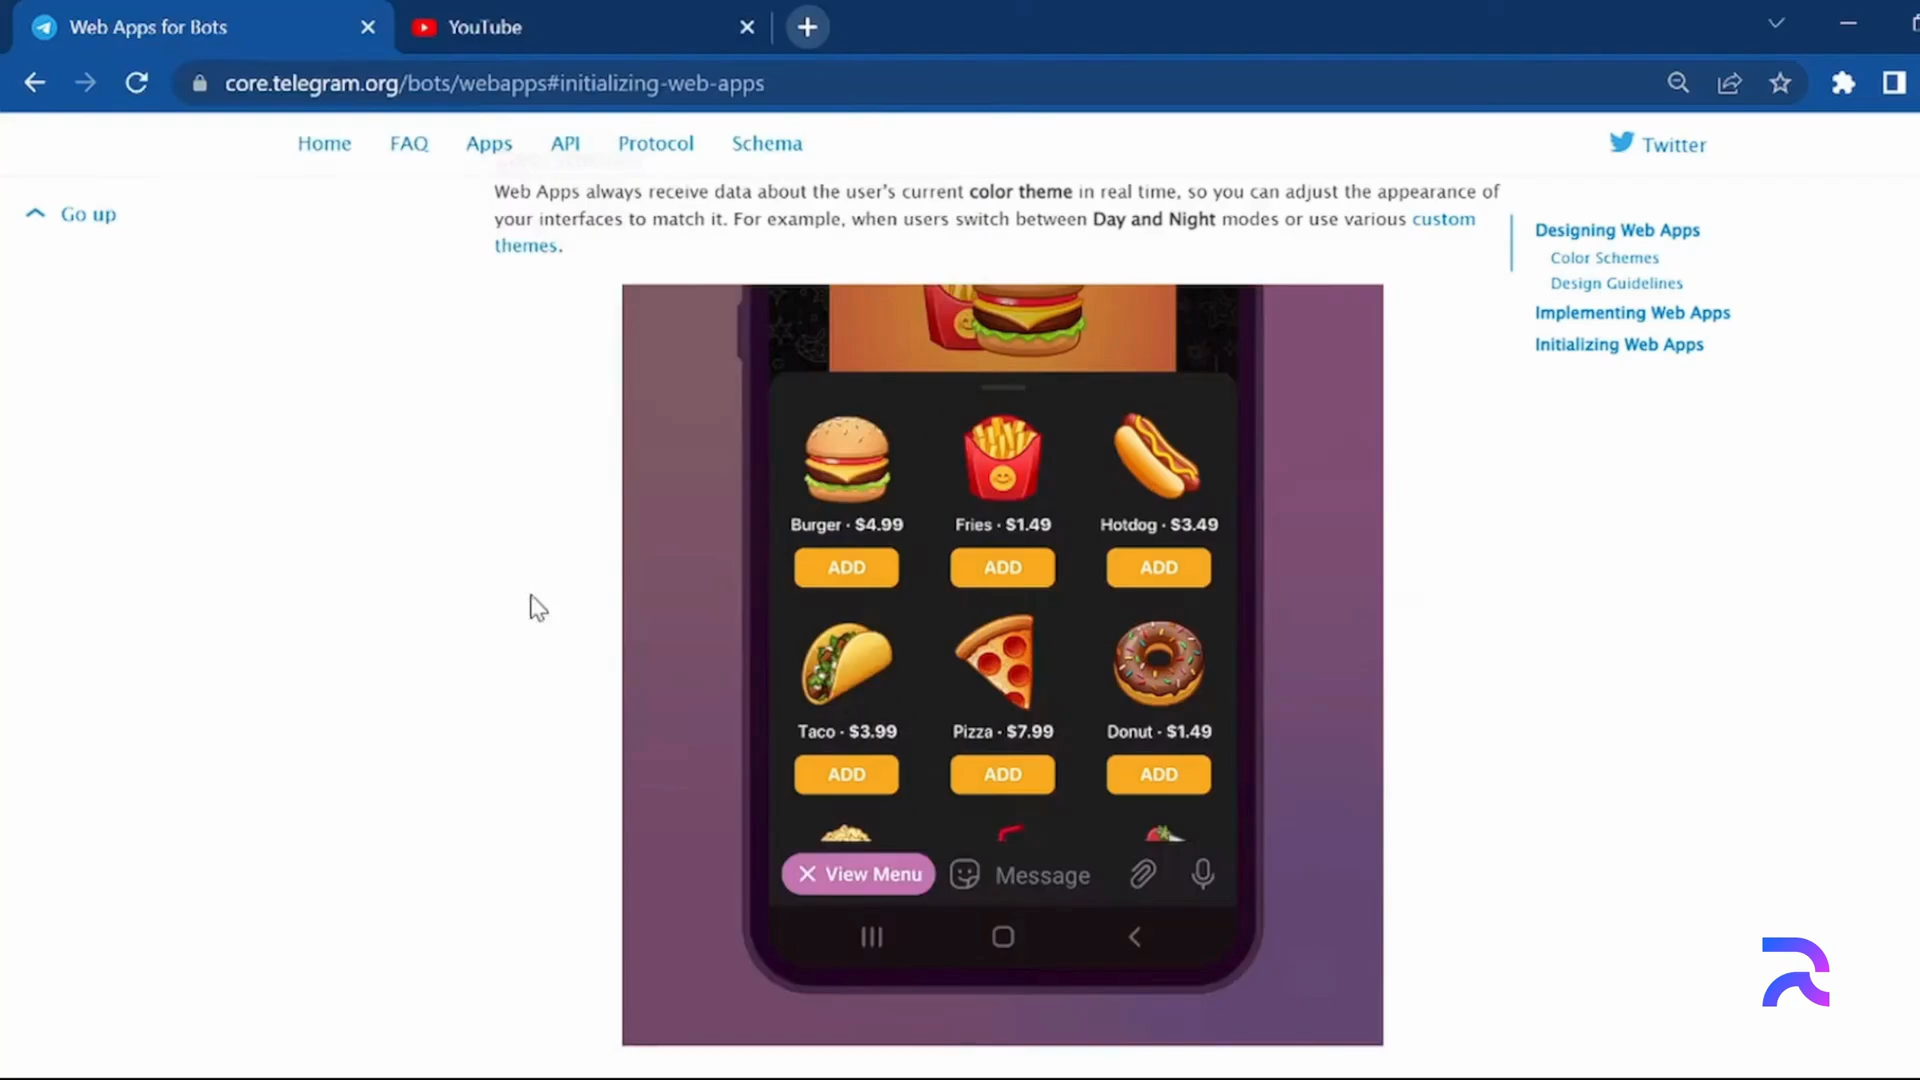 Web Apps for Bots
YouTube
core.telegram.org/bots/webapps#initializing-web-apps
Home FAQ Apps API Protocol Schema
Twitter
Go up
Web Apps always receive data about the user's current color theme in real time, so you can adjust the appearance of
your interfaces to match it. For example, when users switch between Day and Night modes or use various custom
themes.
Designing Web Apps
Color Schemes
Design Guidelines
Implementing Web Apps
Initializing Web Apps
Burger · $4.99 Fries · $1.49 Hotdog · $3.49
ADD ADD ADD
Taco · $3.99 Pizza · $7.99 Donut · $1.49
ADD ADD ADD
View Menu Message